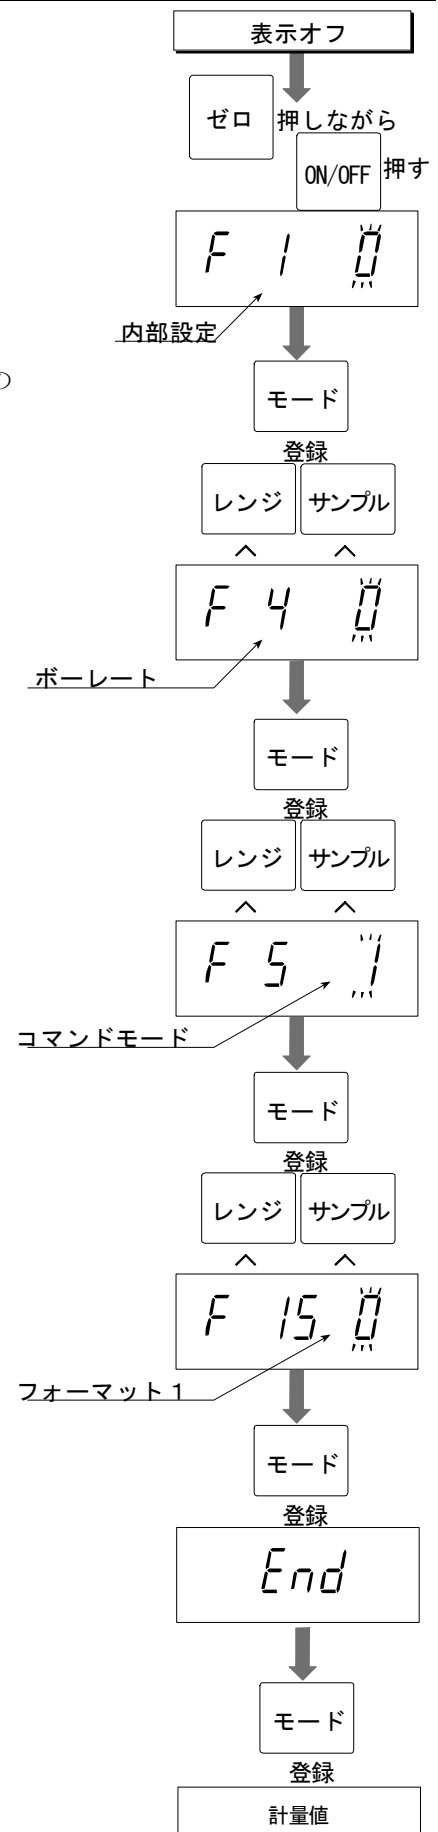 表示オフ
ゼロ 押しながら
ON/OFF 押す
F 1 0
内部設定
の
モード
登録
レンジ サンプル
F 4 0
ボーレート
モード
登録
レンジ サンプル
F 5 1
コマンドモード
モード
登録
レンジ サンプル
F 15 0
フォーマット1
モード
登録
End
モード
登録
計量値